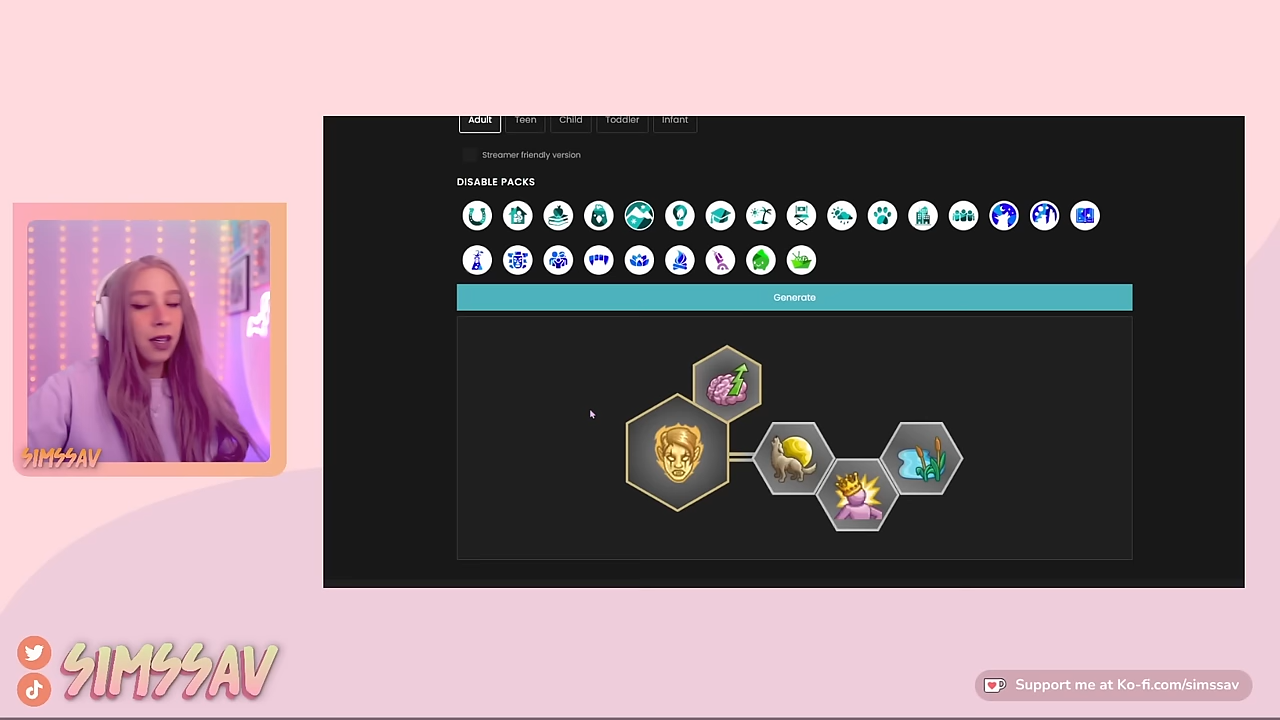 Adult Teen Child Toddler Infant
Streamer friendly version
DISABLE PACKS
Generate
SIMSSAV
SIMSSAV
Support me at Ko-fi.com/simssav